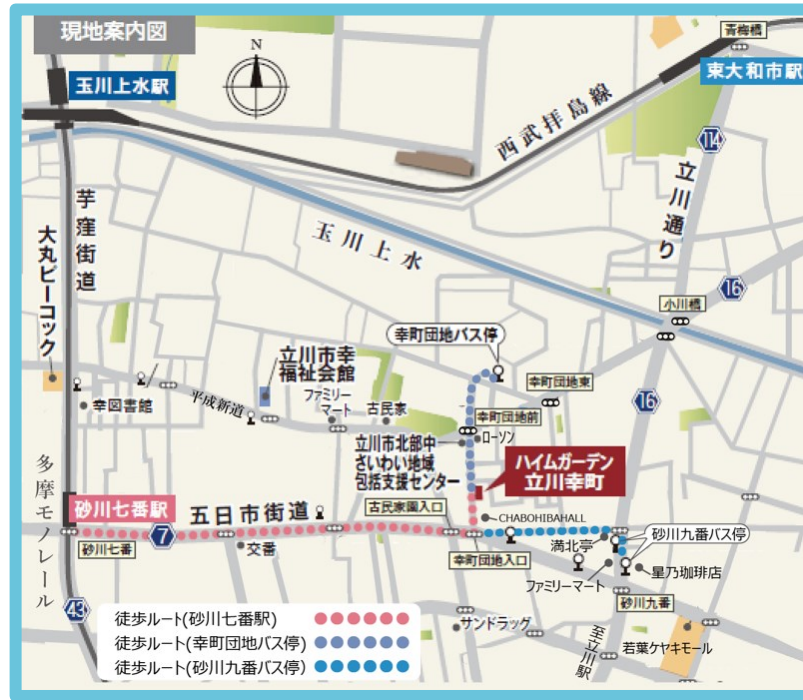 現地案内図
N
青梅橋
玉川上水駅
東大和市駅
西武拝島線
114
立川通り
芋窪街道
大丸ピーコック
玉川上水
16
小川橋
幸町団地バス停
立川市幸
福祉会館
幸町団地東
16
平成新道
ファミリー
マート
古民家
幸町団地前
幸図書館
ローソン
立川市北部中
さいわい地域
包括支援センター
ハイムガーデン
立川幸町
多摩モノレール
砂川七番駅
五日市街道
古民家園入口
CHABOHIBAHALL
7
砂川七番
交番
幸町団地入口
満北亭
砂川九番バス停
ファミリーマート
星乃珈琲店
砂川九番
43
徒歩ルート(砂川七番駅)
徒歩ルート(幸町団地バス停)
徒歩ルート(砂川九番バス停)
サンドラッグ
至立川駅
若葉ケヤキモール